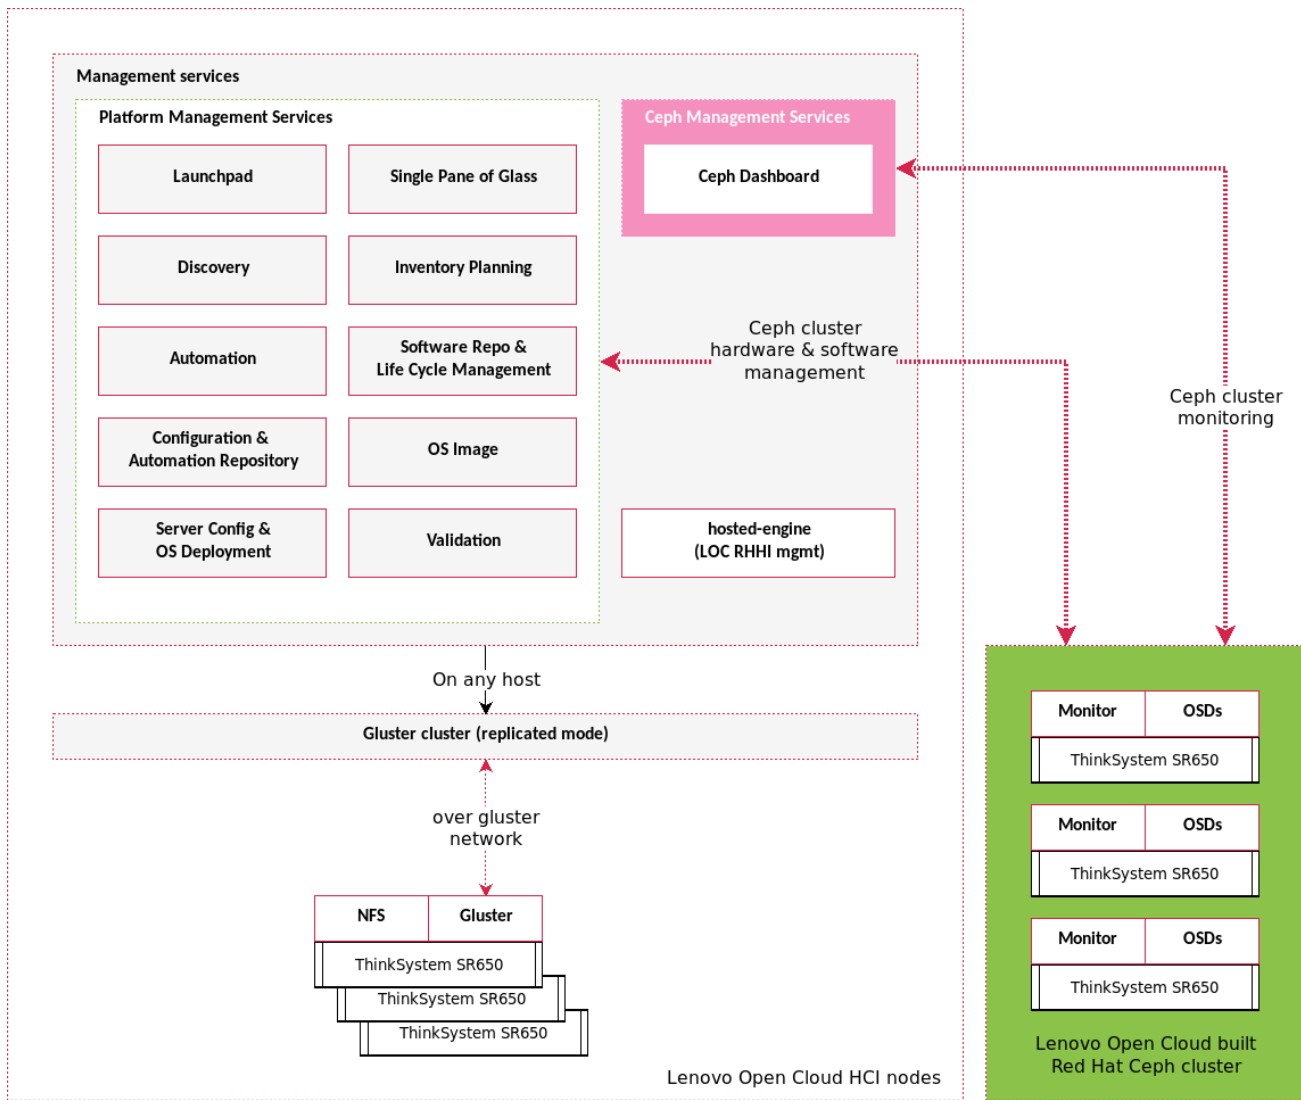 Management services
Platform Management Services
Ceph Management Services
Launchpad
Single Pane of Glass
Ceph Dashboard
Discovery
Inventory Planning
Automation
Software Repo &
Life Cycle Management
Ceph cluster
hardware & software
management
Ceph cluster
monitoring
Configuration &
Automation Repository
OS Image
Server Config &
OS Deployment
Validation
hosted-engine
(LOC RHHI mgmt)
On any host
Gluster cluster (replicated mode)
over gluster
network
NFS
Gluster
ThinkSystem SR650
ThinkSystem SR650
ThinkSystem SR650
Lenovo Open Cloud HCI nodes
Monitor
OSDs
ThinkSystem SR650
Monitor
OSDs
ThinkSystem SR650
Monitor
OSDs
ThinkSystem SR650
Lenovo Open Cloud built
Red Hat Ceph cluster